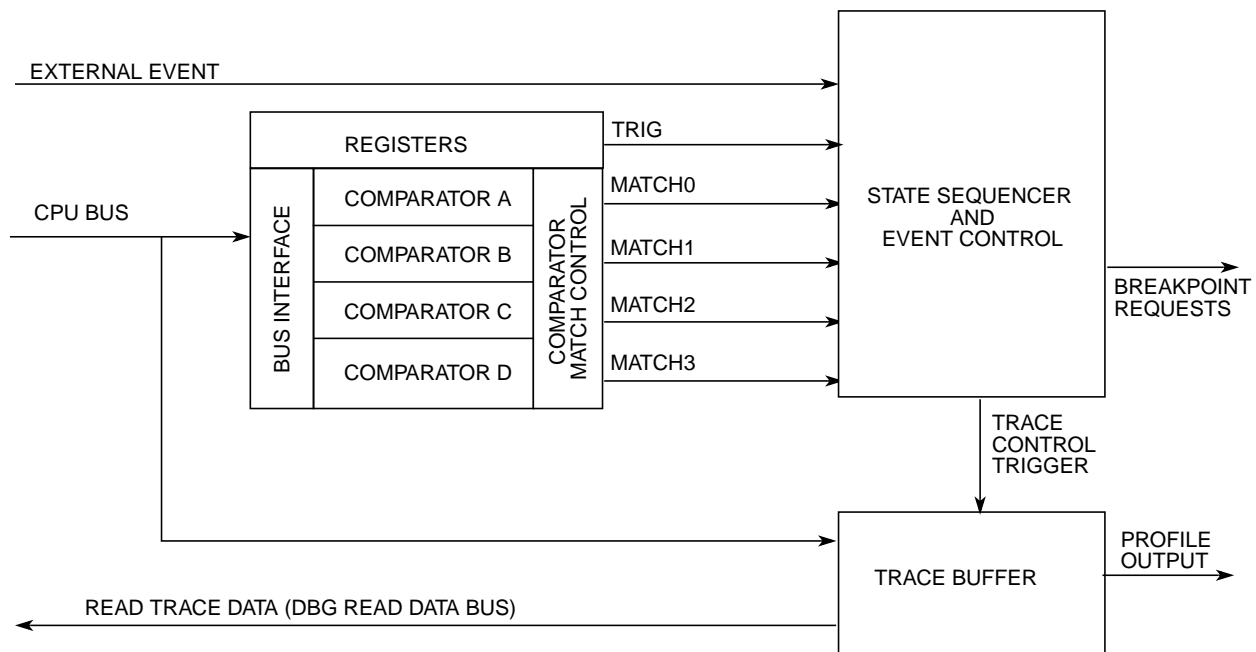 EXTERNAL EVENT
REGISTERS
TRIG
CPU BUS
BUS INTERFACE
COMPARATOR A
COMPARATOR B
COMPARATOR C
COMPARATOR D
COMPARATOR
MATCH CONTROL
MATCH0
MATCH1
MATCH2
MATCH3
STATE SEQUENCER
AND
EVENT CONTROL
BREAKPOINT
REQUESTS
TRACE
CONTROL
TRIGGER
TRACE BUFFER
PROFILE
OUTPUT
READ TRACE DATA (DBG READ DATA BUS)